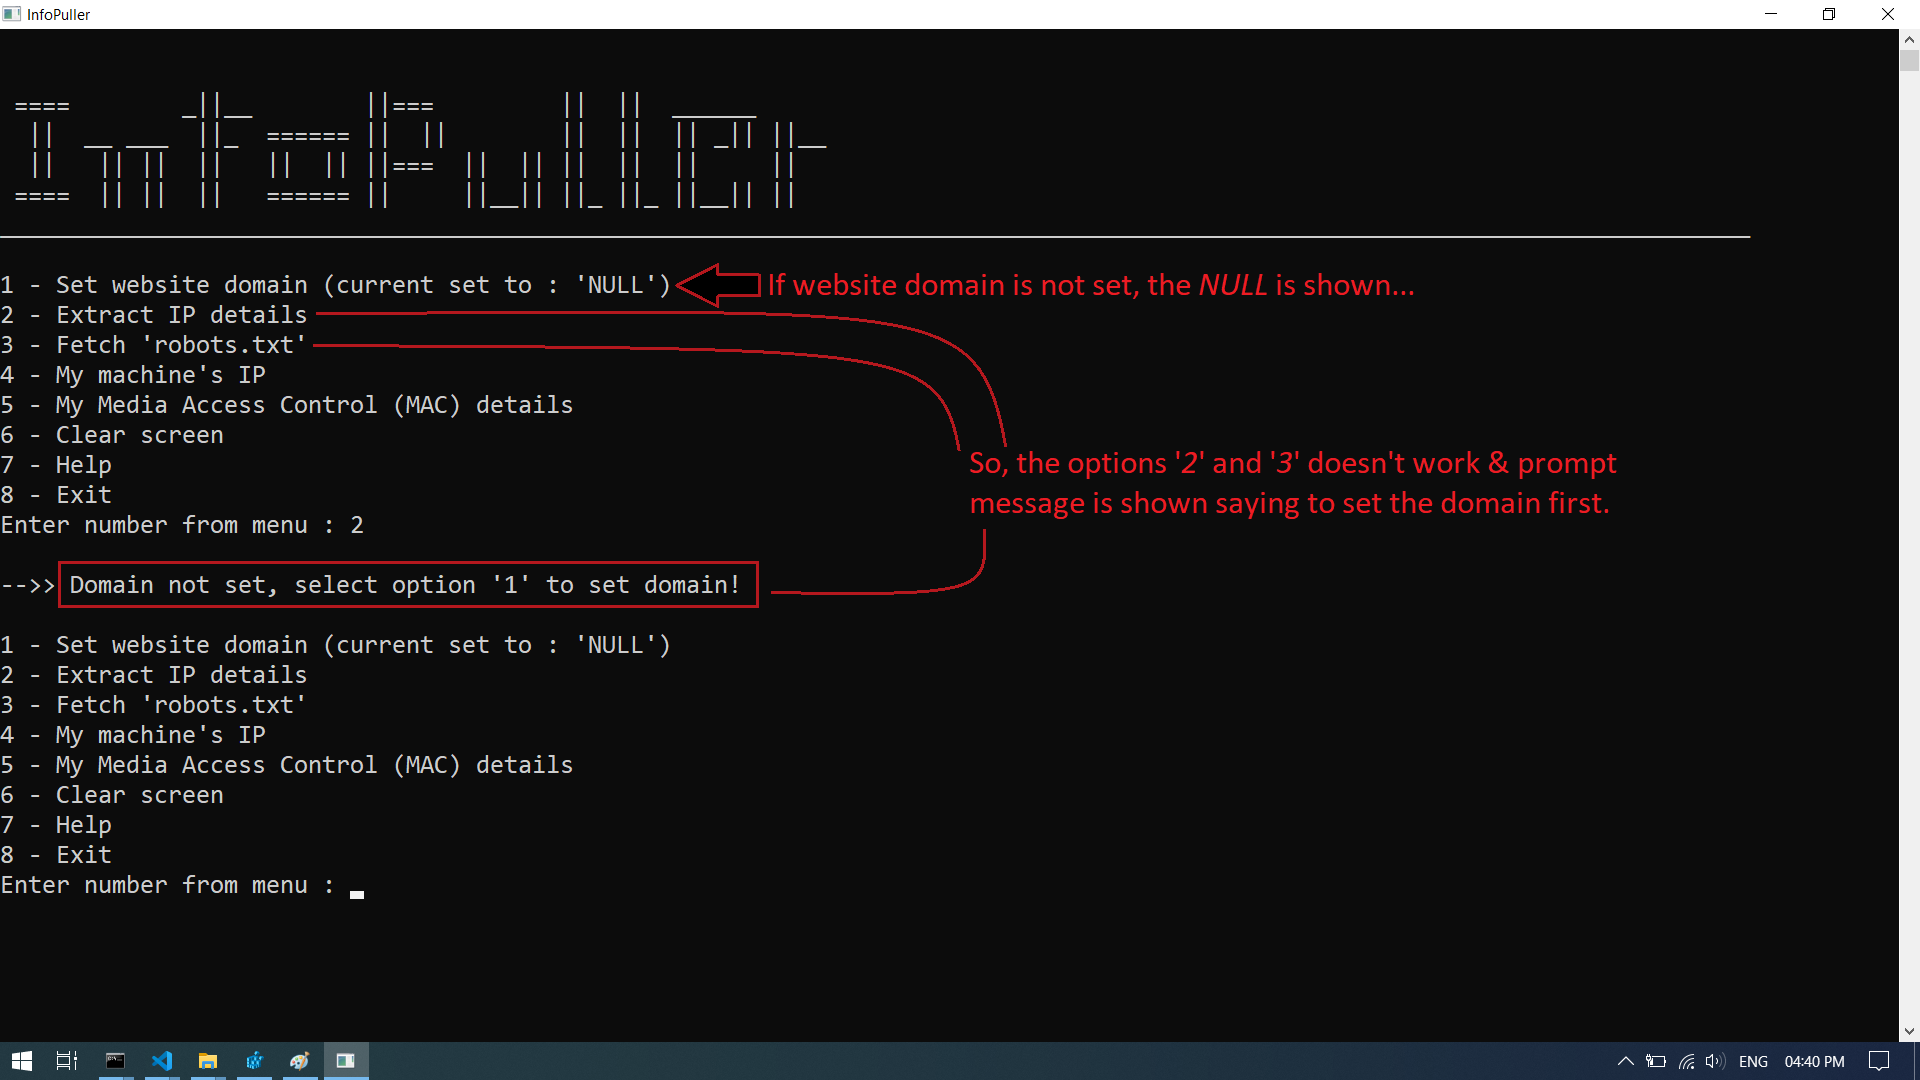 InfoPuller
InfoPuller
1 - Set website domain (current set to : 'NULL') If website domain is not set, the NULL is shown...
2 - Extract IP details
3 - Fetch 'robots.txt'
4 - My machine's IP
5 - My Media Access Control (MAC) details
6 - Clear screen
7 - Help
8 - Exit
So, the options '2' and '3' doesn't work & prompt
message is shown saying to set the domain first.
Enter number from menu : 2
-->> Domain not set, select option '1' to set domain!
1 - Set website domain (current set to : 'NULL')
2 - Extract IP details
3 - Fetch 'robots.txt'
4 - My machine's IP
5 - My Media Access Control (MAC) details
6 - Clear screen
7 - Help
8 - Exit
Enter number from menu :
ENG 04:40 PM